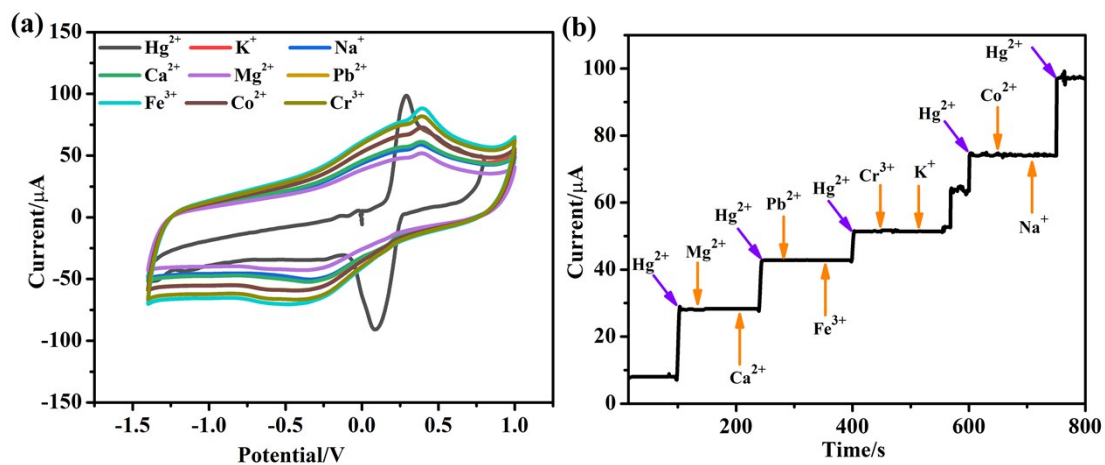 (a)
Hg²⁺ K⁺ Na⁺
Ca²⁺ Mg²⁺ Pb²⁺
Fe³⁺ Co²⁺ Cr³⁺
150
100
50
0
-50
-100
-150
Current/μA
-1.5 -1.0 -0.5 0.0 0.5 1.0
Potential/V
(b)
100
80
60
40
20
0
Current/μA
Hg²⁺
Mg²⁺
Ca²⁺
Hg²⁺
Pb²⁺
Fe³⁺
Hg²⁺
Cr³⁺
K⁺
Hg²⁺
Co²⁺
Na⁺
Hg²⁺
200 400 600 800
Time/s